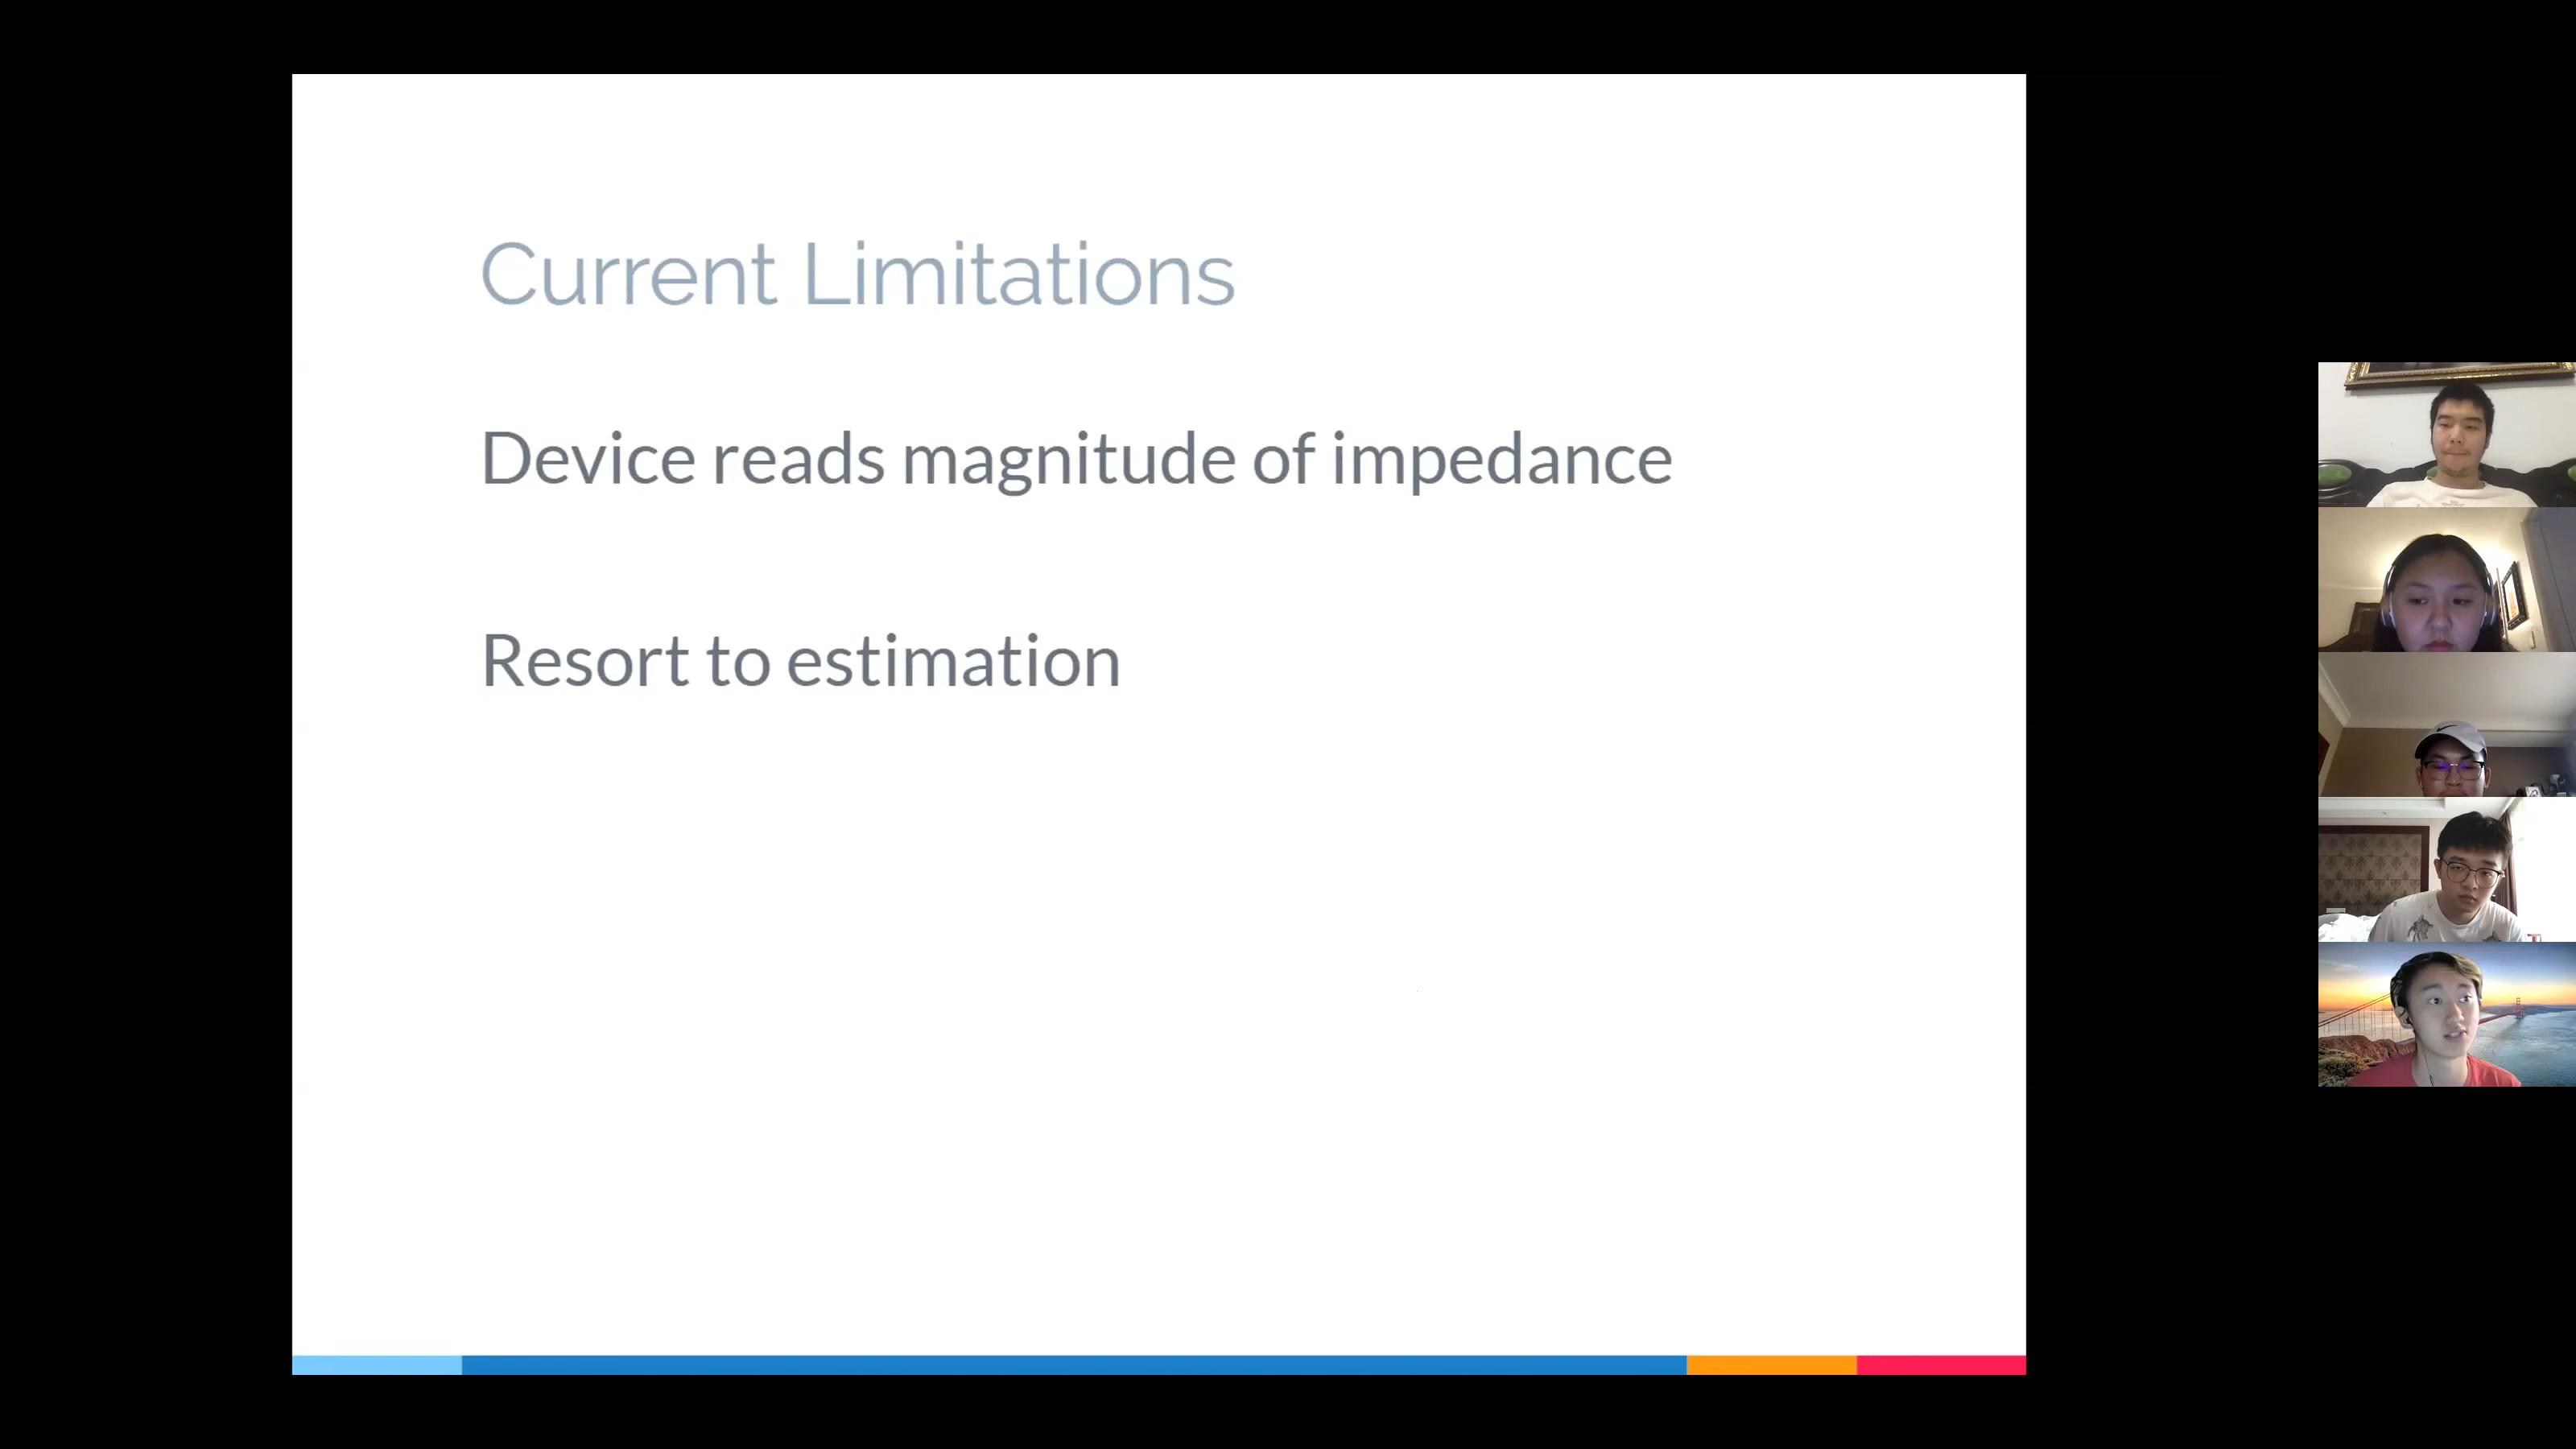 Current Limitations
Device reads magnitude of impedance
Resort to estimation